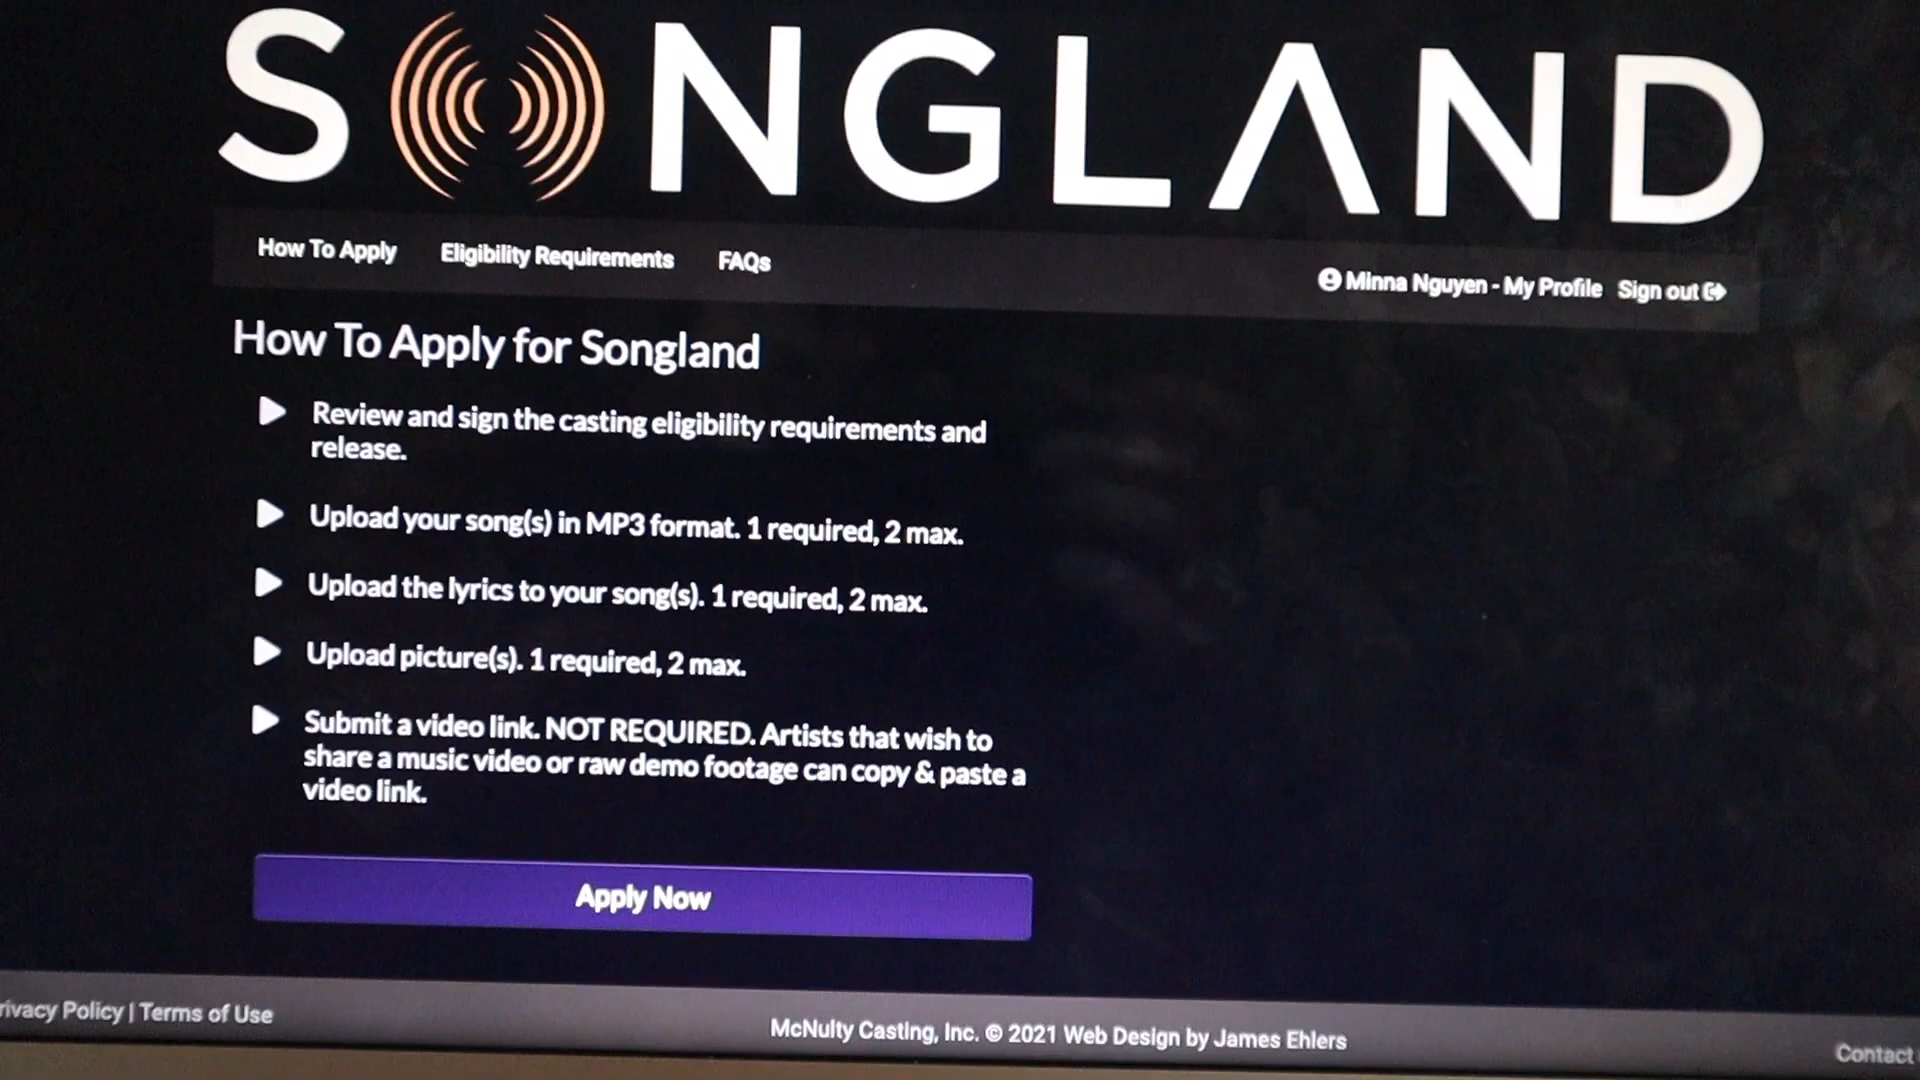 SONGLAND
How To Apply Eligibility Requirements FAQs Minna Nguyen - My Profile Sign out
How To Apply for Songland
Review and sign the casting eligibility requirements and
release.
Upload your song(s) in MP3 format. 1 required, 2 max.
Upload the lyrics to your song(s). 1 required, 2 max.
Upload picture(s). 1 required, 2 max.
Submit a video link. NOT REQUIRED. Artists that wish to
share a music video or raw demo footage can copy & paste a
video link.
Apply Now
rivacy Policy | Terms of Use
McNulty Casting, Inc. © 2021 Web Design by James Ehlers
Contact